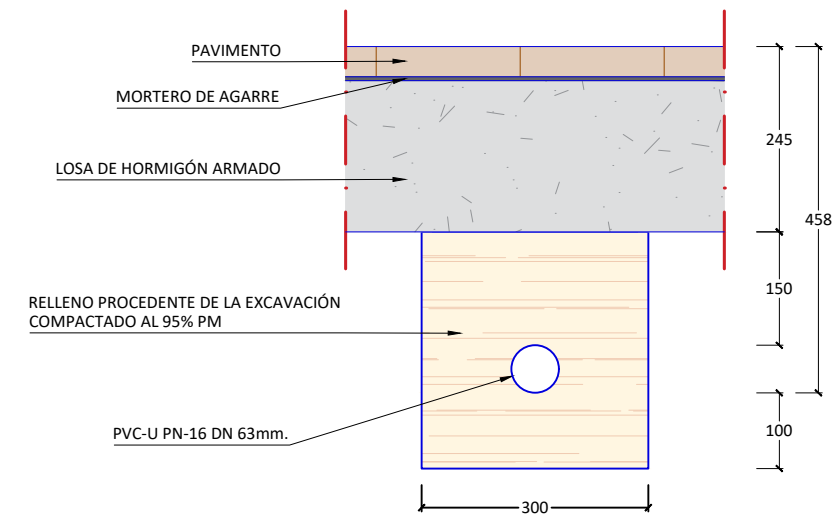 PAVIMENTO
MORTERO DE AGARRE
245
LOSA DE HORMIGÓN ARMADO
458
150
RELLENO PROCEDENTE DE LA EXCAVACIÓN
COMPACTADO AL 95% PM
PVC-U PN-16 DN 63mm.
100
300